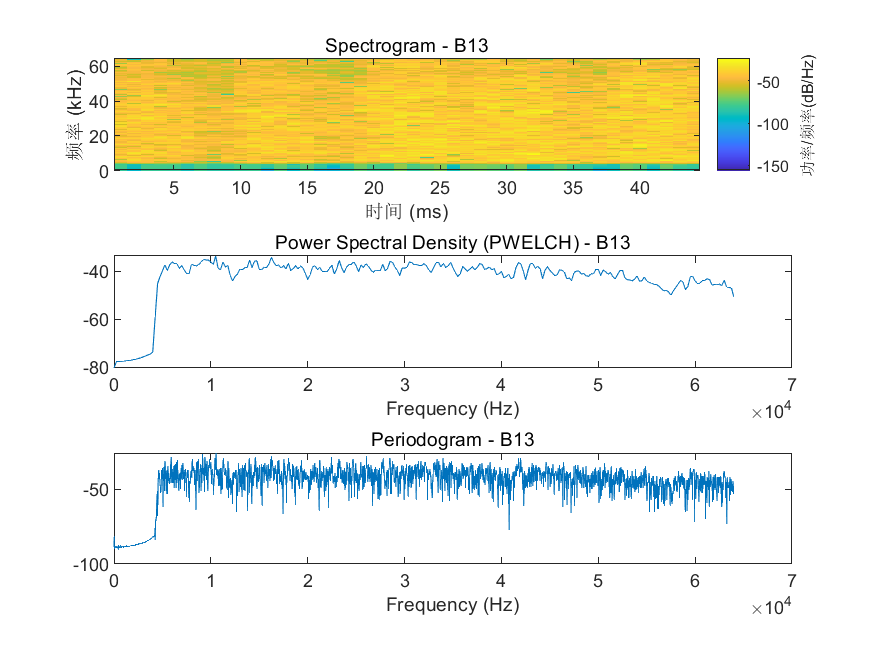 Spectrogram - B13
60
40
20
0
频率 (kHz)
5 10 15 20 25 30 35 40
时间 (ms)
-50
-100
-150
功率/频率(dB/Hz)
Power Spectral Density (PWELCH) - B13
-40
-60
-80
0 1 2 3 4 5 6 7
Frequency (Hz)
×10^4
Periodogram - B13
-50
-100
0 1 2 3 4 5 6 7
Frequency (Hz)
×10^4